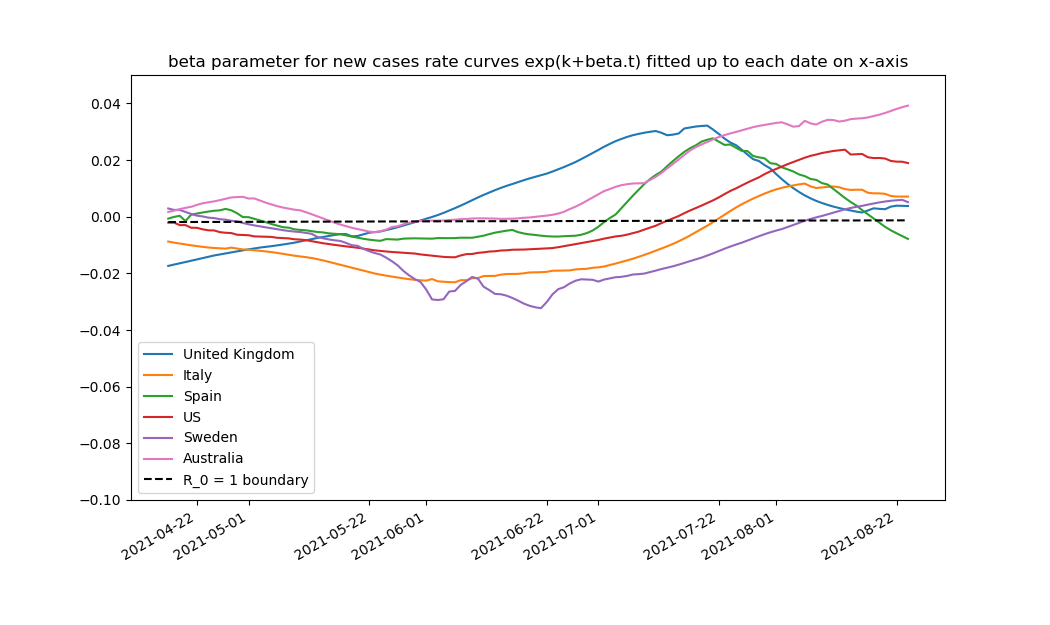 beta parameter for new cases rate curves exp(k+beta.t) fitted up to each date on x-axis
0.04
0.02
0.00
−0.02
−0.04
−0.06
−0.08
−0.10
United Kingdom
Italy
Spain
US
Sweden
Australia
R_0 = 1 boundary
2021-04-22
2021-05-01
2021-05-22
2021-06-01
2021-06-22
2021-07-01
2021-07-22
2021-08-01
2021-08-22